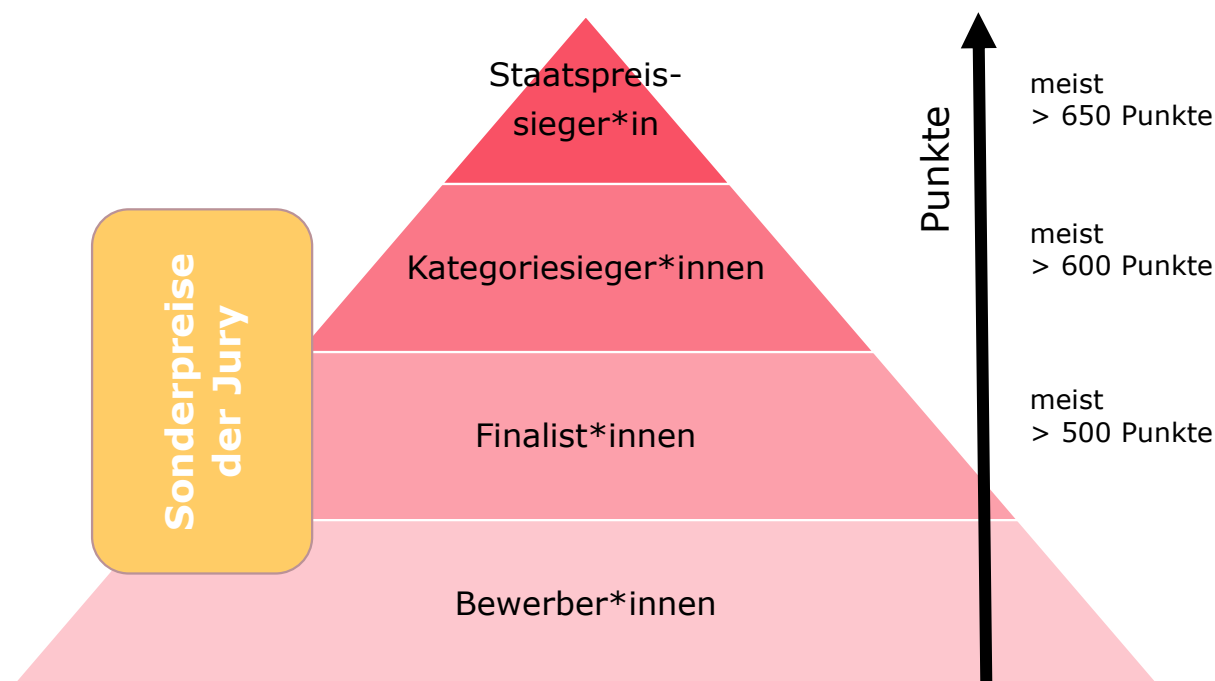 Staatspreis-
sieger*in
Kategoriesieger*innen
Finalist*innen
Bewerber*innen
Sonderpreise
der Jury
Punkte
meist
> 650 Punkte
meist
> 600 Punkte
meist
> 500 Punkte